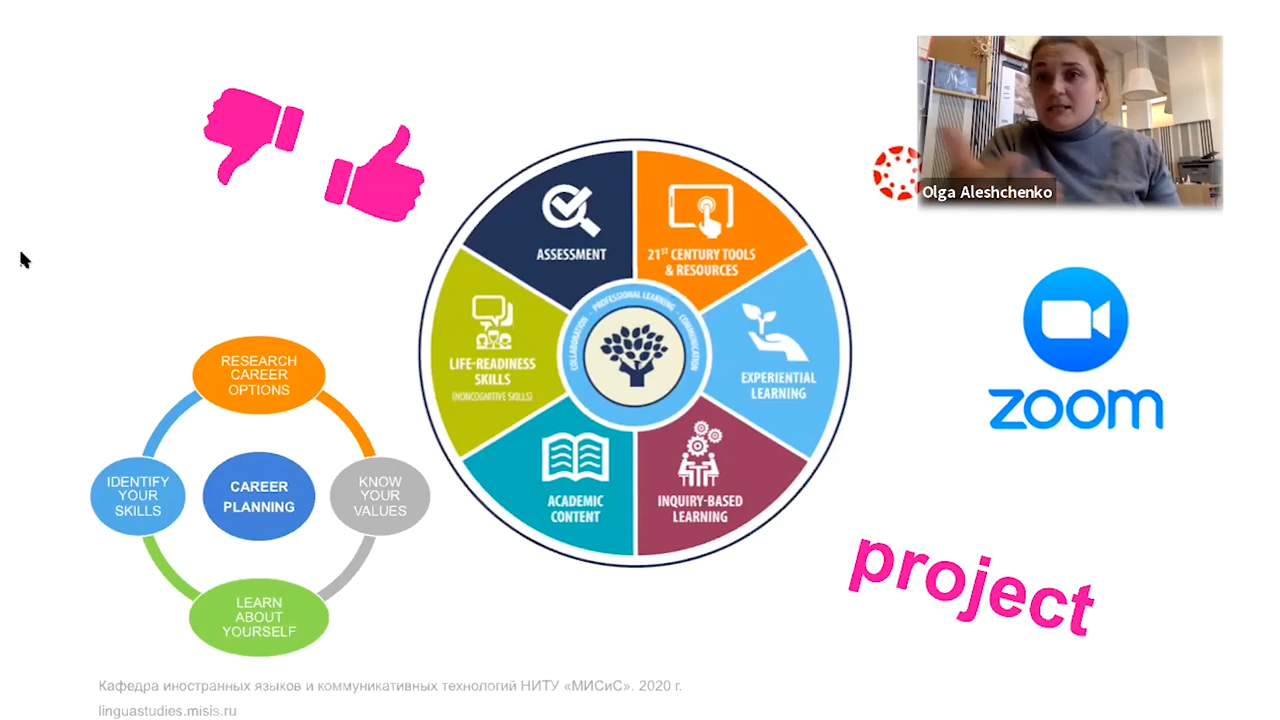 Olga Aleshchenko
ASSESSMENT
21ST CENTURY TOOLS
& RESOURCES
LIFE-READINESS
SKILLS
(NONCOGNITIVE SKILLS)
COLLABORATION - PROFESSIONAL LEARNING - COMMUNICATION
EXPERIENTIAL
LEARNING
ACADEMIC
CONTENT
INQUIRY-BASED
LEARNING
zoom
RESEARCH
CAREER
OPTIONS
IDENTIFY
YOUR
SKILLS
CAREER
PLANNING
KNOW
YOUR
VALUES
LEARN
ABOUT
YOURSELF
project
Кафедра иностранных языков и коммуникативных технологий НИТУ «МИСиС». 2020 г.
linguastudies.misis.ru